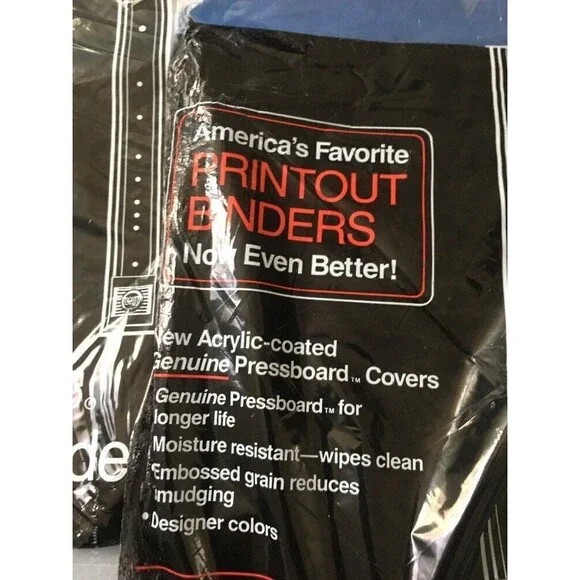 America's Favorite
PRINTOUT
BINDERS
Now Even Better!
New Acrylic-coated
Genuine Pressboard™ Covers
Genuine Pressboard™ for
longer life
Moisture resistant—wipes clean
Embossed grain reduces
smudging
•Designer colors
®
de